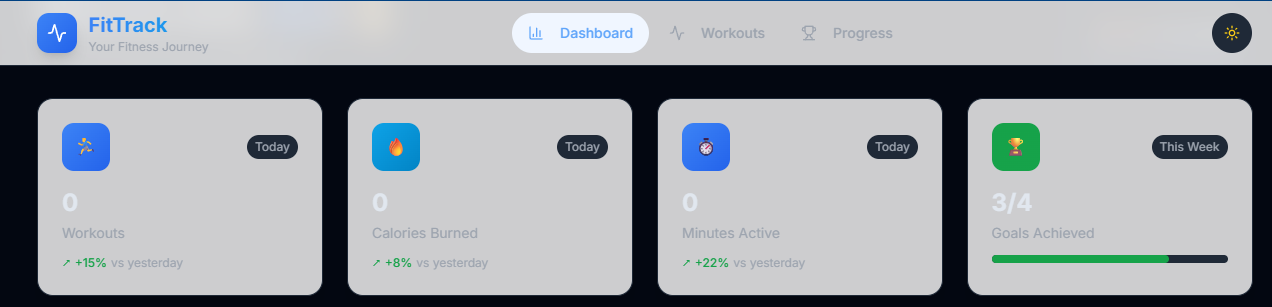 FitTrack
Your Fitness Journey
Dashboard
Workouts
Progress
Today
0
Workouts
↗ +15% vs yesterday
Today
0
Calories Burned
↗ +8% vs yesterday
Today
0
Minutes Active
↗ +22% vs yesterday
This Week
3/4
Goals Achieved